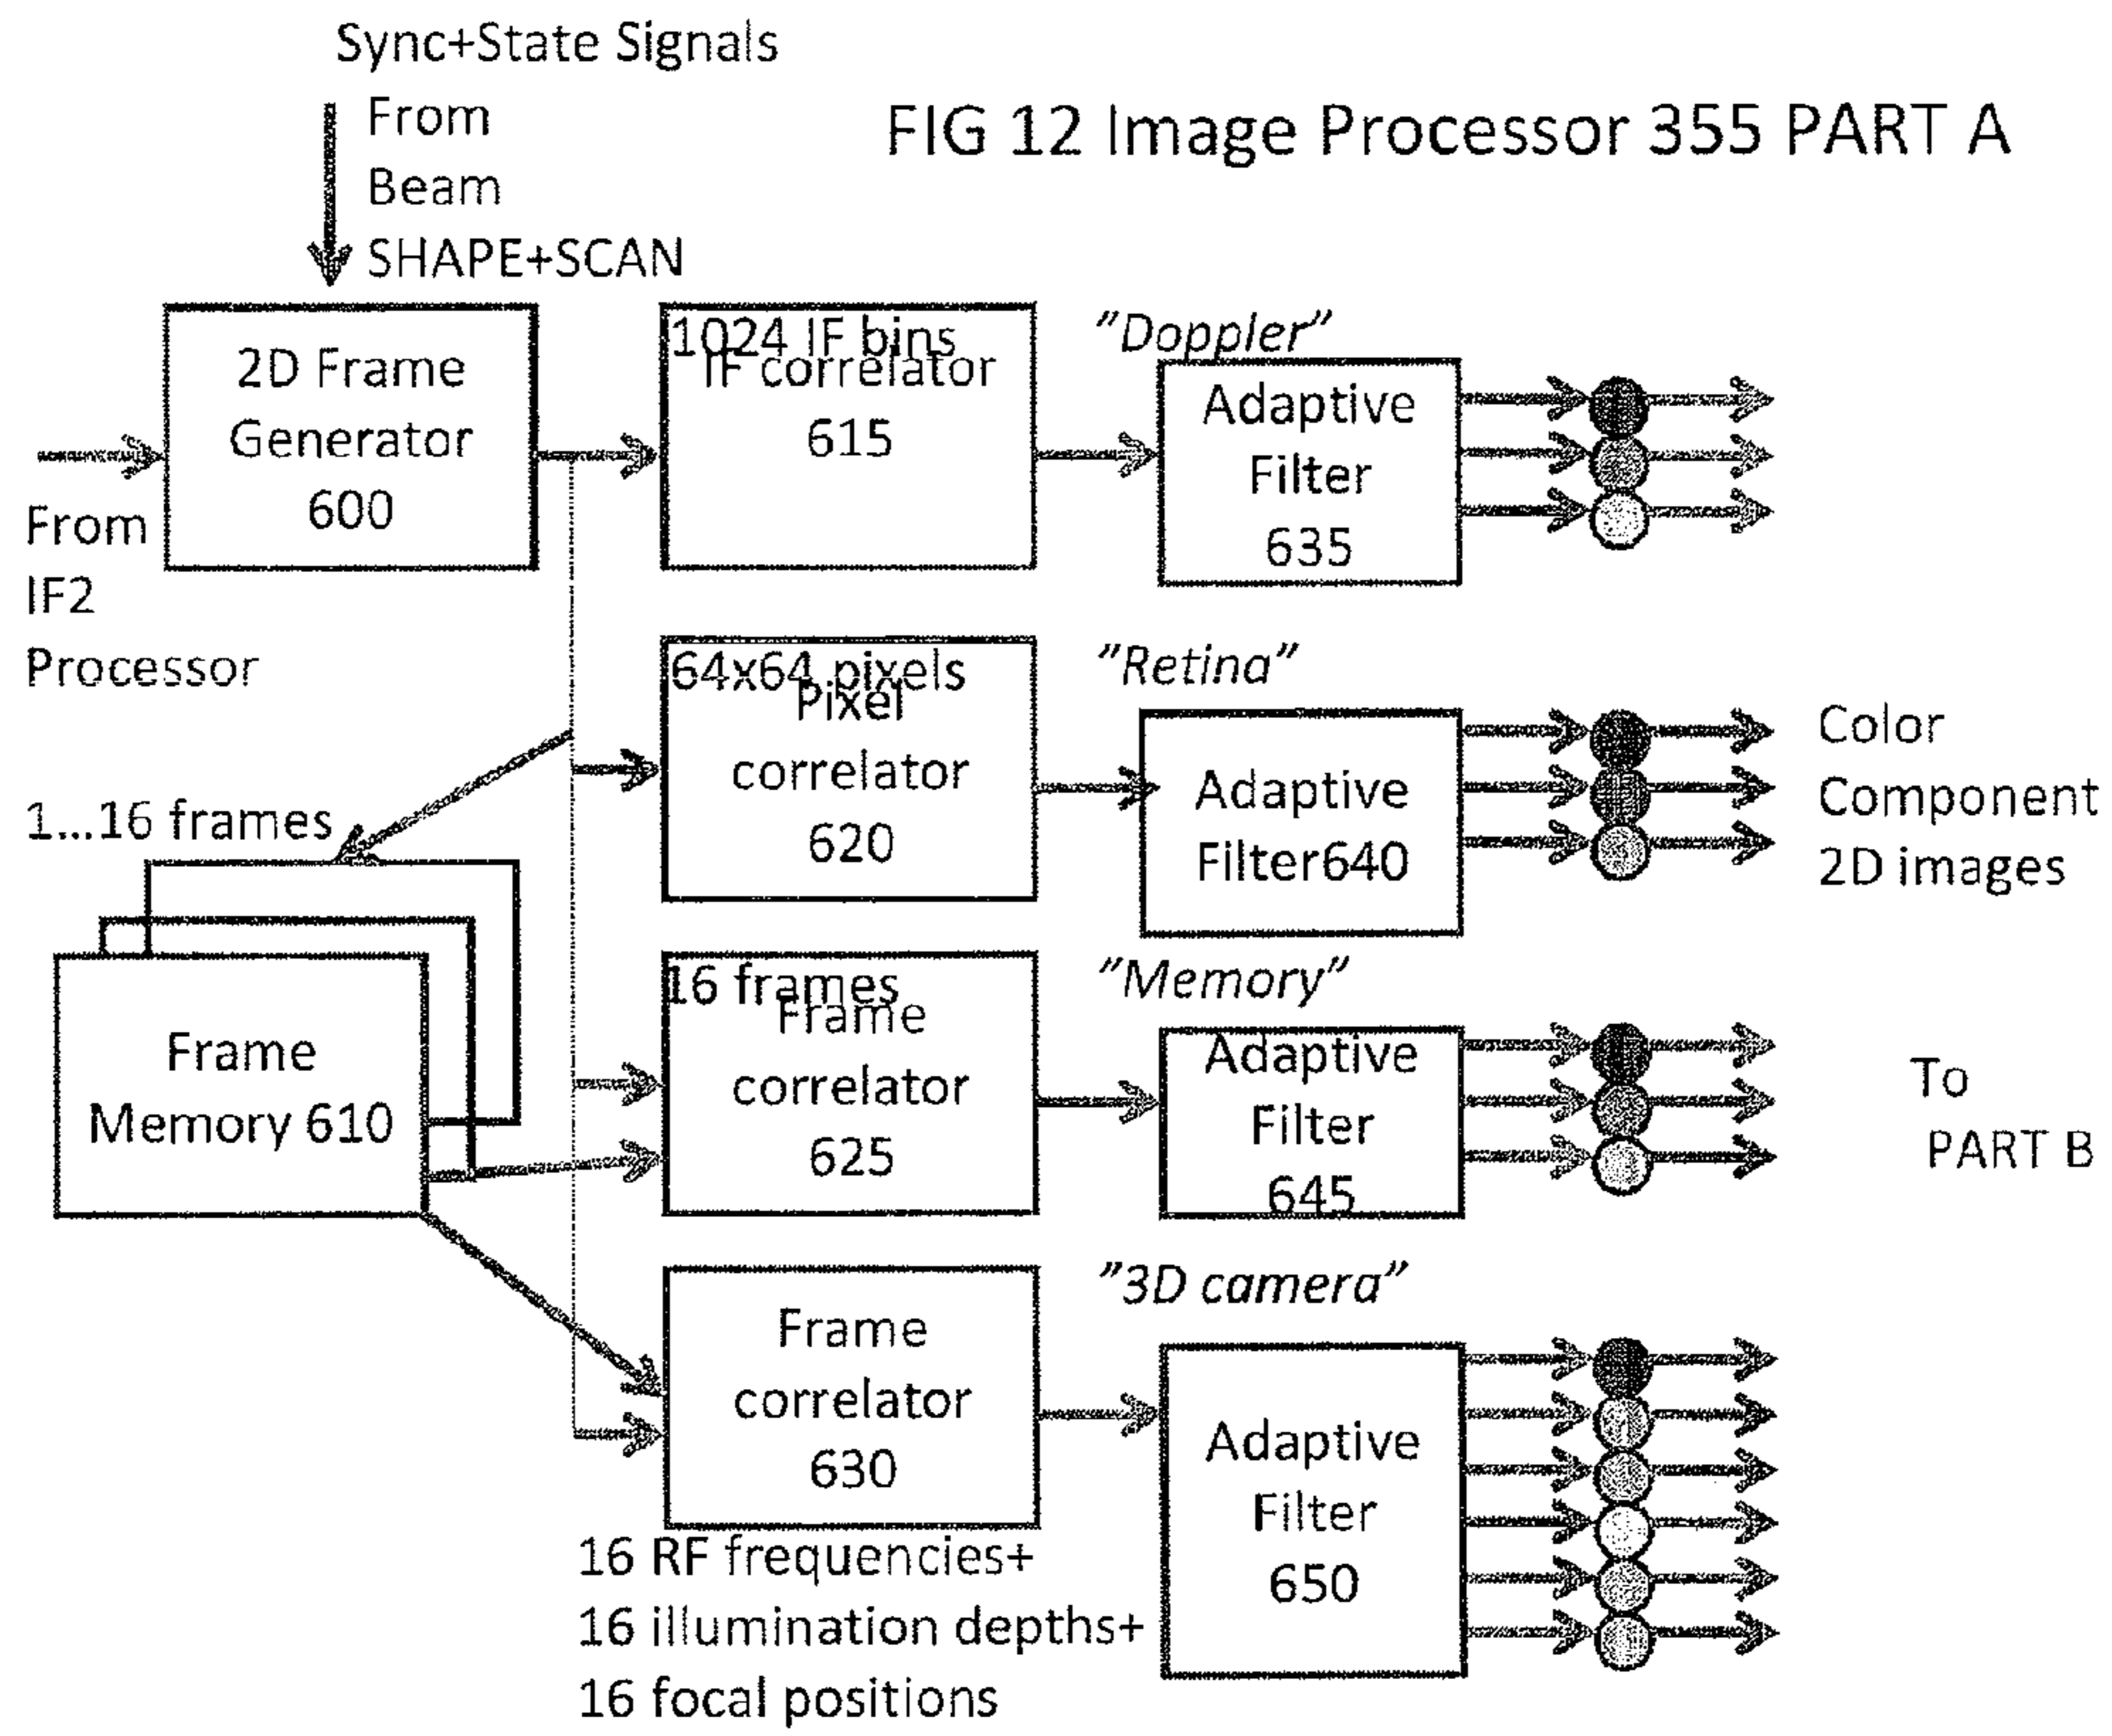 Sync+State Signals
From
Beam
SHAPE+SCAN
FIG 12 Image Processor 355 PART A
2D Frame
Generator
600
From
IF2
Processor
1024 IF bins
IF correlator
615
"Doppler"
Adaptive
Filter
635
64x64 pixels
Pixel
correlator
620
"Retina"
Adaptive
Filter640
Color
Component
2D images
1...16 frames
Frame
Memory 610
16 frames
Frame
correlator
625
"Memory"
Adaptive
Filter
645
To
PART B
Frame
correlator
630
"3D camera"
Adaptive
Filter
650
16 RF frequencies+
16 illumination depths+
16 focal positions